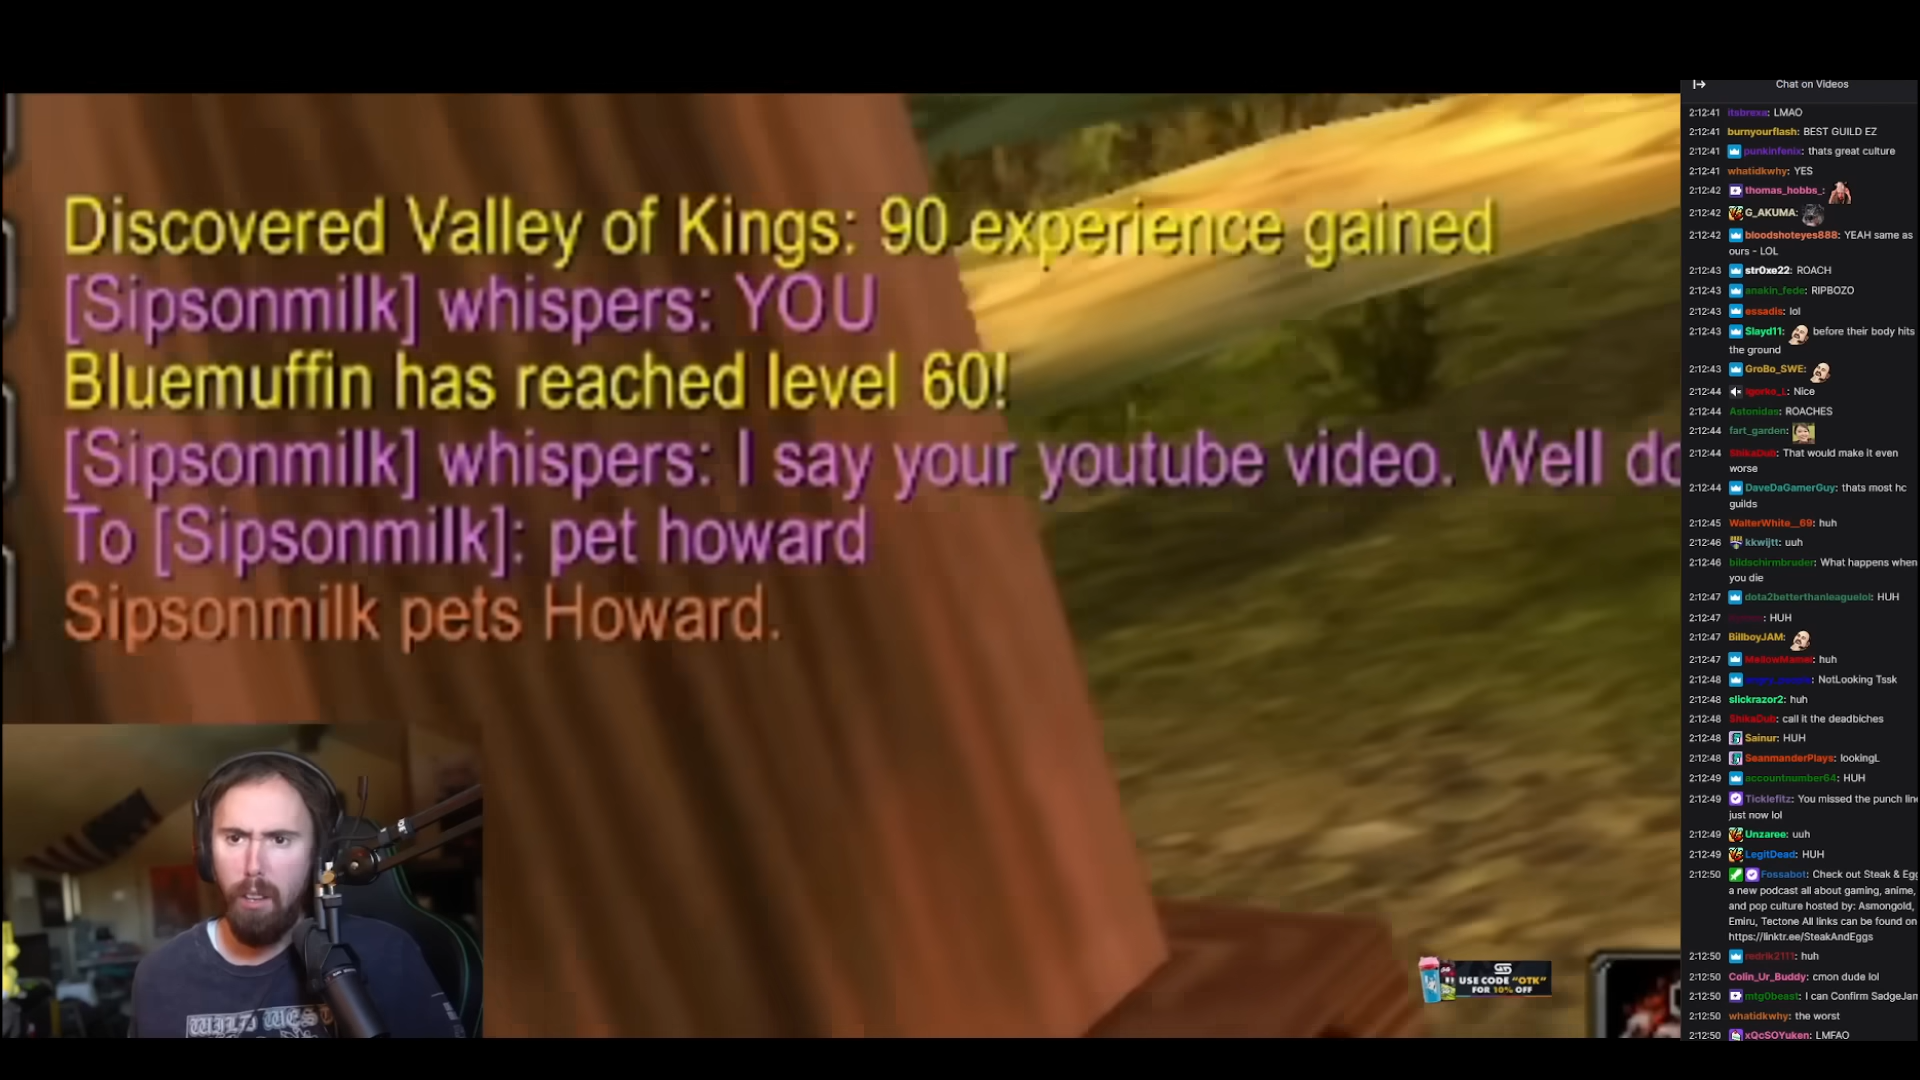 Discovered Valley of Kings: 90 experience gained
[Sipsonmilk] whispers: YOU
Bluemuffin has reached level 60!
[Sipsonmilk] whispers: I say your youtube video. Well do
To [Sipsonmilk]: pet howard
Sipsonmilk pets Howard.
USE CODE "OTK"
FOR 10% OFF
Chat on Videos
2:12:41 itsbrexa: LMAO
2:12:41 burnyourflash: BEST GUILD EZ
2:12:41 punkinfenix: thats great culture
2:12:41 whatidkwhy: YES
2:12:42 thomas_hobbs_:
2:12:42 G_AKUMA:
2:12:42 bloodshoteyes888: YEAH same as
ours - LOL
2:12:43 str0xe22: ROACH
2:12:43 anakin_fede: RIPBOZO
2:12:43 essadis: lol
2:12:43 Slayd11: before their body hits
the ground
2:12:43 GroBo_SWE:
2:12:44 igorko_L: Nice
2:12:44 Astonidas: ROACHES
2:12:44 fart_garden:
2:12:44 ShikaDub: That would make it even
worse
2:12:44 DaveDaGamerGuy: thats most hc
guilds
2:12:45 WalterWhite__69: huh
2:12:46 kkwijtt: uuh
2:12:46 bildschirmbruder: What happens when
you die
2:12:47 dota2betterthanleaguelol: HUH
2:12:47 : HUH
2:12:47 BillboyJAM:
2:12:47 MellowMamei: huh
2:12:48 : NotLooking Tssk
2:12:48 slickrazor2: huh
2:12:48 ShikaDub: call it the deadbiches
2:12:48 Sainur: HUH
2:12:48 SeanmanderPlays: lookingL
2:12:49 accountnumber64: HUH
2:12:49 Ticklefitz: You missed the punch line
just now lol
2:12:49 Unzaree: uuh
2:12:49 LegitDead: HUH
2:12:50 Fossabot: Check out Steak & Egg
a new podcast all about gaming, anime,
and pop culture hosted by: Asmongold,
Emiru, Tectone All links can be found on
https://linktr.ee/SteakAndEggs
2:12:50 redrik2111: huh
2:12:50 Colin_Ur_Buddy: cmon dude lol
2:12:50 mtg0beast: I can Confirm SadgeJam
2:12:50 whatidkwhy: the worst
2:12:50 xQcSOYuken: LMFAO